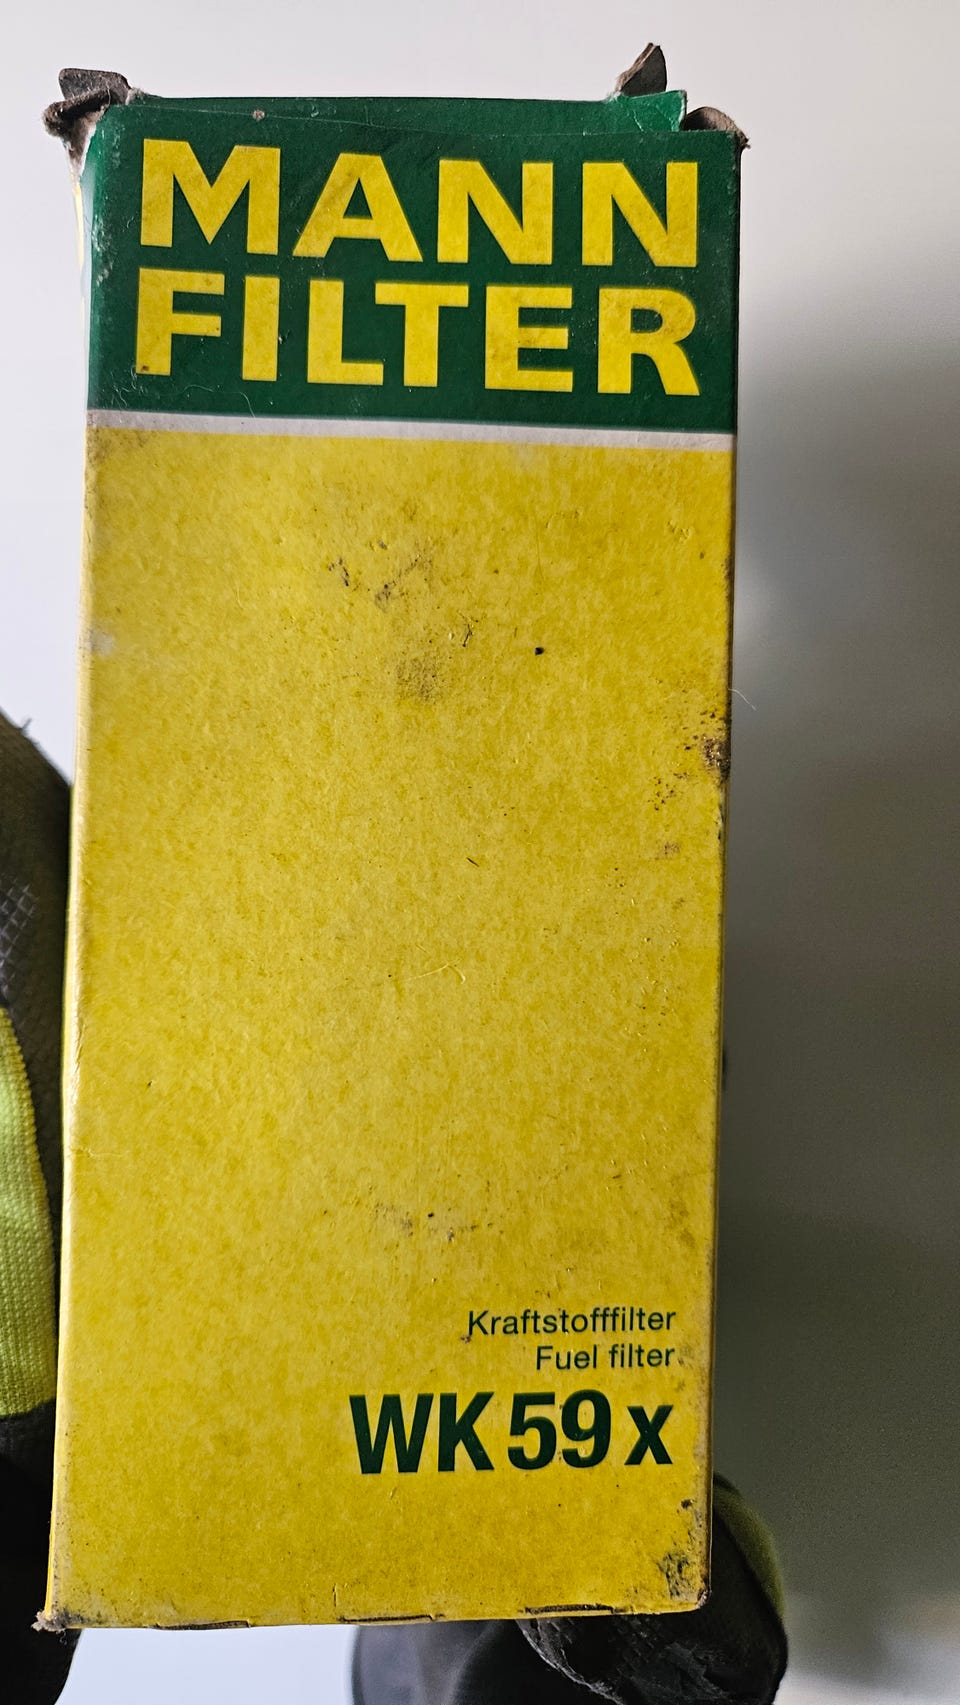 MANN
FILTER
Kraftstofffilter
Fuel filter
WK 59 x